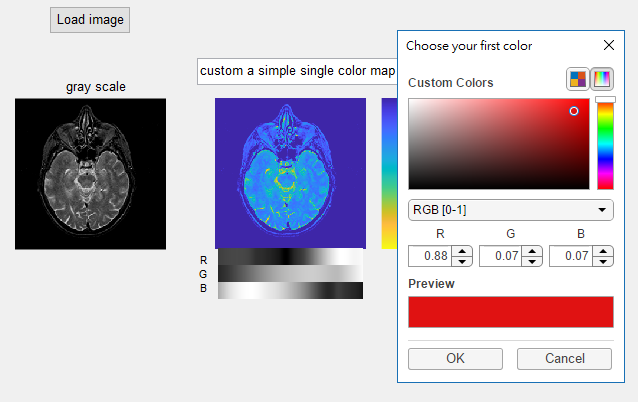 Load image
gray scale
custom a simple single color map
R
G
B
Choose your first color
Custom Colors
RGB [0-1]
R G B
0.88 0.07 0.07
Preview
OK Cancel